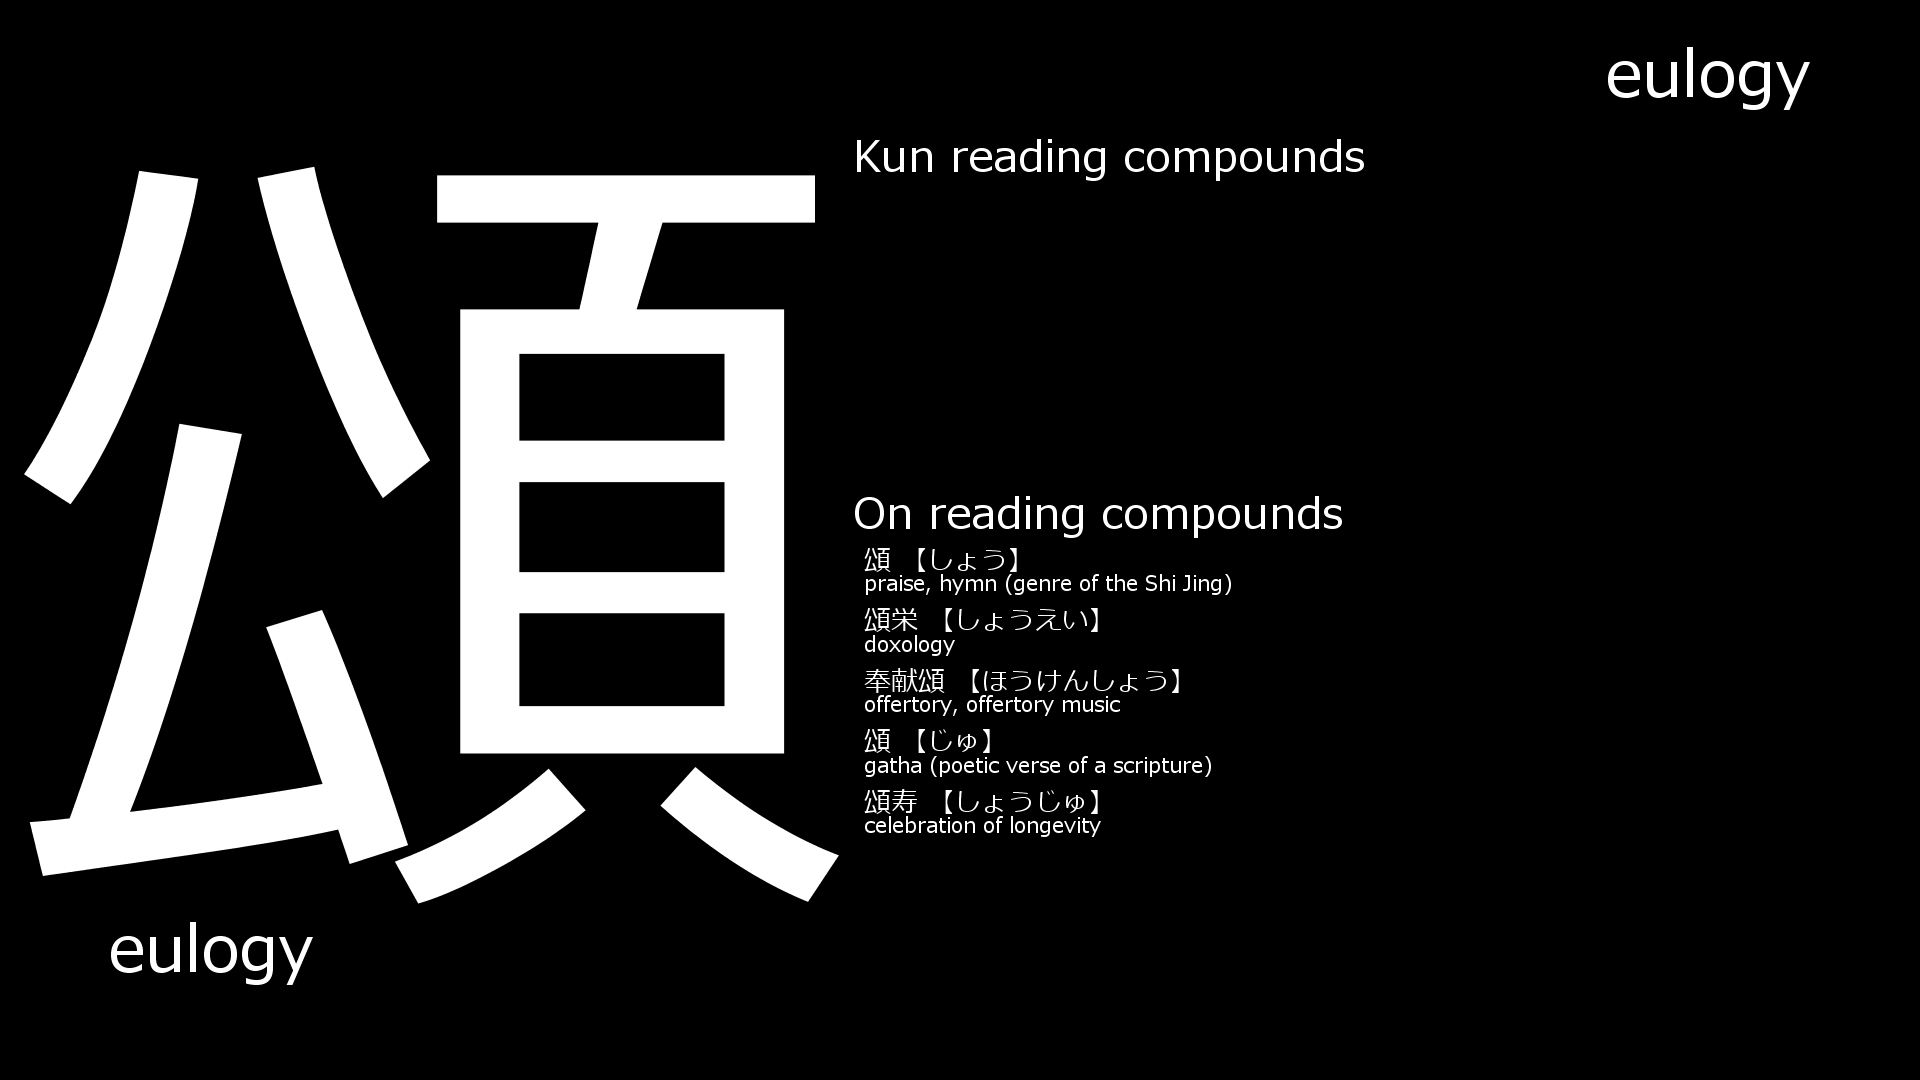 eulogy
頌
eulogy
Kun reading compounds
On reading compounds
頌 【しょう】
praise, hymn (genre of the Shi Jing)
頌栄 【しょうえい】
doxology
奉献頌 【ほうけんしょう】
offertory, offertory music
頌 【じゅ】
gatha (poetic verse of a scripture)
頌寿 【しょうじゅ】
celebration of longevity